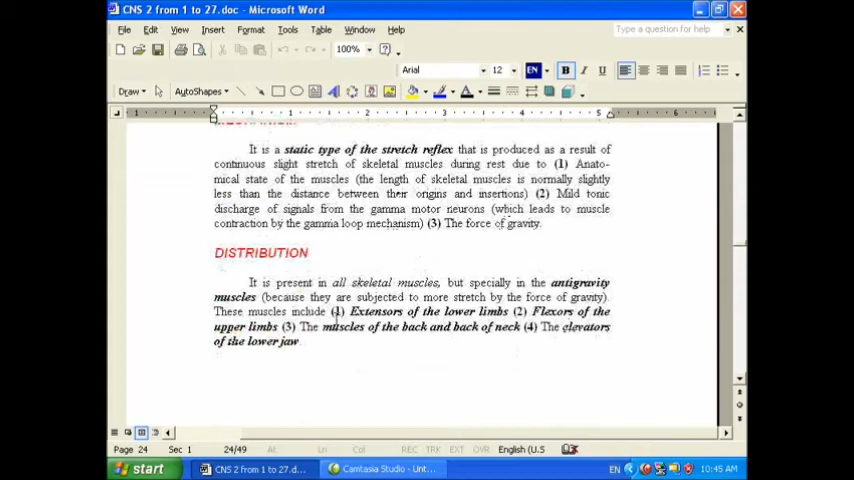 CNS 2 from 1 to 27.doc - Microsoft Word
File Edit View Insert Format Tools Table Window Help
Type a question for help
100%
Arial 12 EN B I U
Draw AutoShapes
1 1 2 3 4 5 6
It is a static type of the stretch reflex that is produced as a result of
continuous slight stretch of skeletal muscles during rest due to (1) Anato-
mical state of the muscles (the length of skeletal muscles is normally slightly
less than the distance between their origins and insertions) (2) Mild tonic
discharge of signals from the gamma motor neurons (which leads to muscle
contraction by the gamma loop mechanism) (3) The force of gravity.
DISTRIBUTION
It is present in all skeletal muscles, but specially in the antigravity
muscles (because they are subjected to more stretch by the force of gravity).
These muscles include (1) Extensors of the lower limbs (2) Flexors of the
upper limbs (3) The muscles of the back and back of neck (4) The elevators
of the lower jaw.
Page 24 Sec 1 24/49 At Ln Col REC TRK EXT OVR English (U.S
start CNS 2 from 1 to 27.d... Camtasia Studio - Unt... EN 10:45 AM